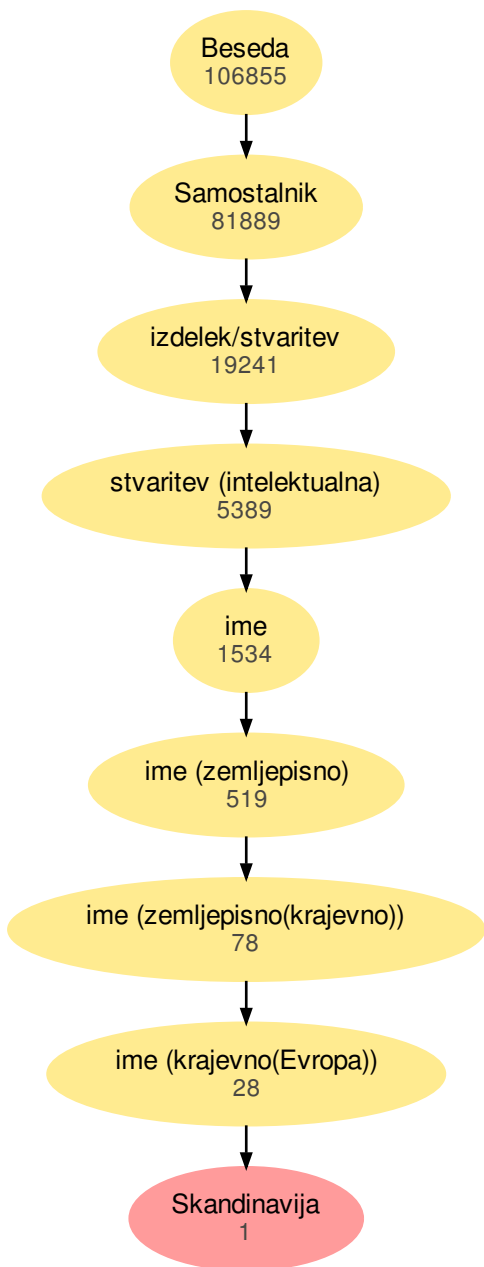 Beseda
106855
Samostalnik
81889
izdelek/stvaritev
19241
stvaritev (intelektualna)
5389
ime
1534
ime (zemljepisno)
519
ime (zemljepisno(krajevno))
78
ime (krajevno(Evropa))
28
Skandinavija
1